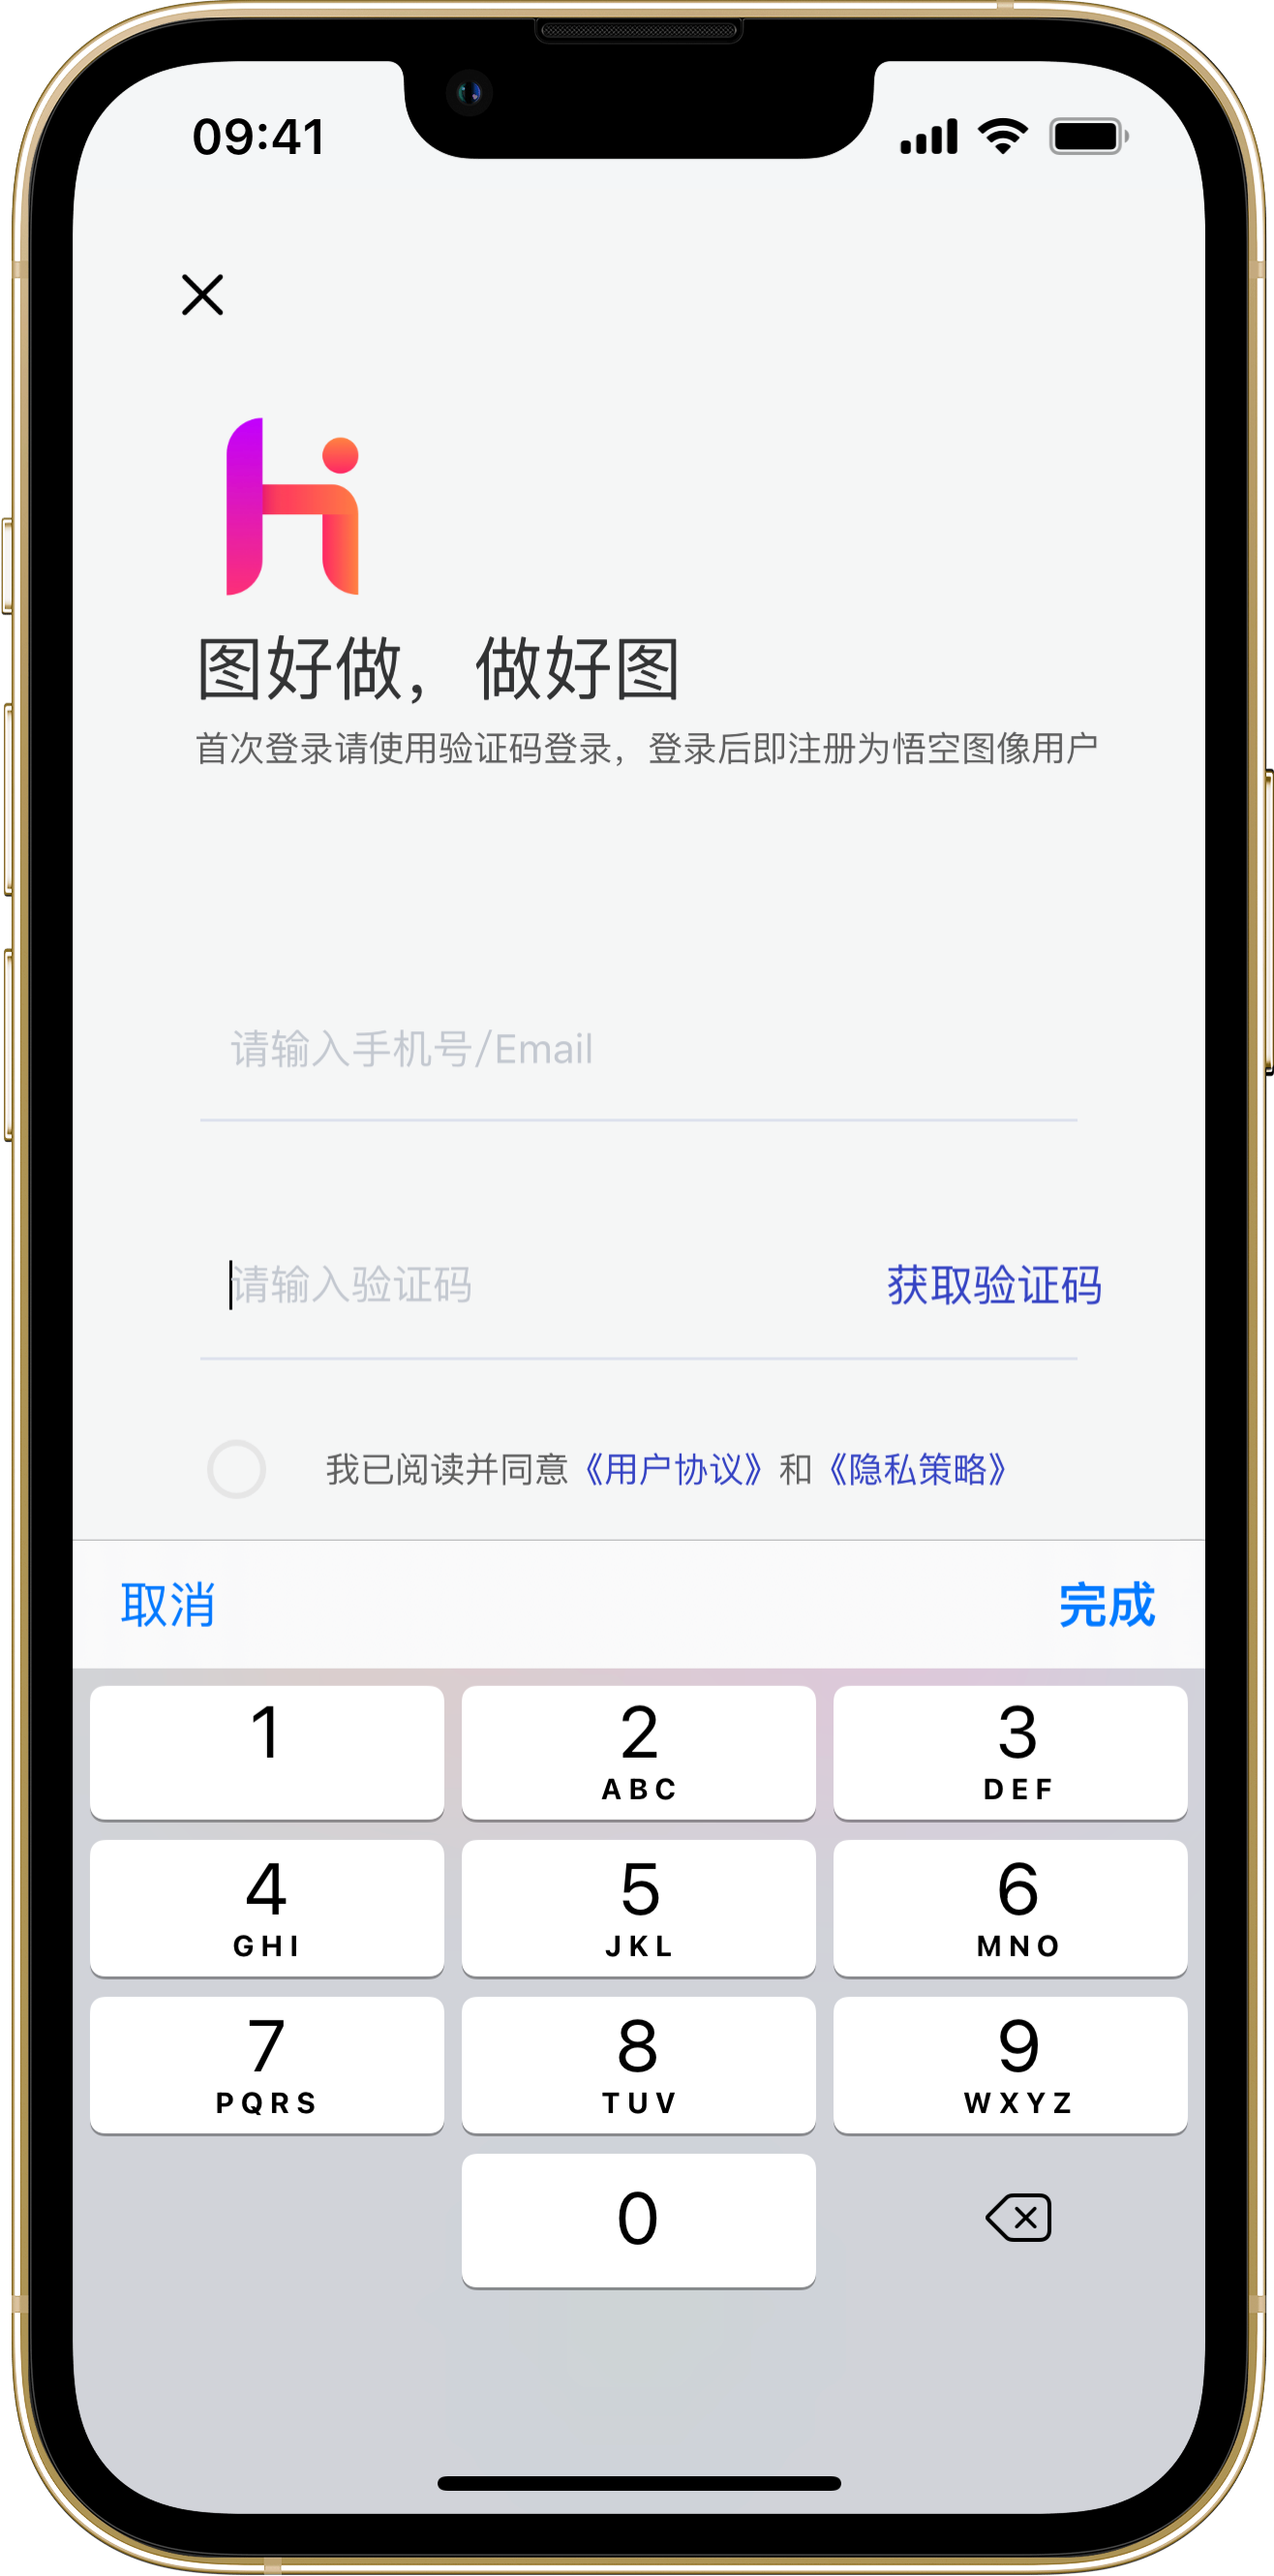 09:41
hi
图好做，做好图
首次登录请使用验证码登录，登录后即注册为悟空图像用户
请输入手机号/Email
请输入验证码 获取验证码
我已阅读并同意《用户协议》和《隐私策略》
取消 完成
1 2 3
ABC DEF
4 5 6
GHI JKL MNO
7 8 9
PQRS TUV WXYZ
0